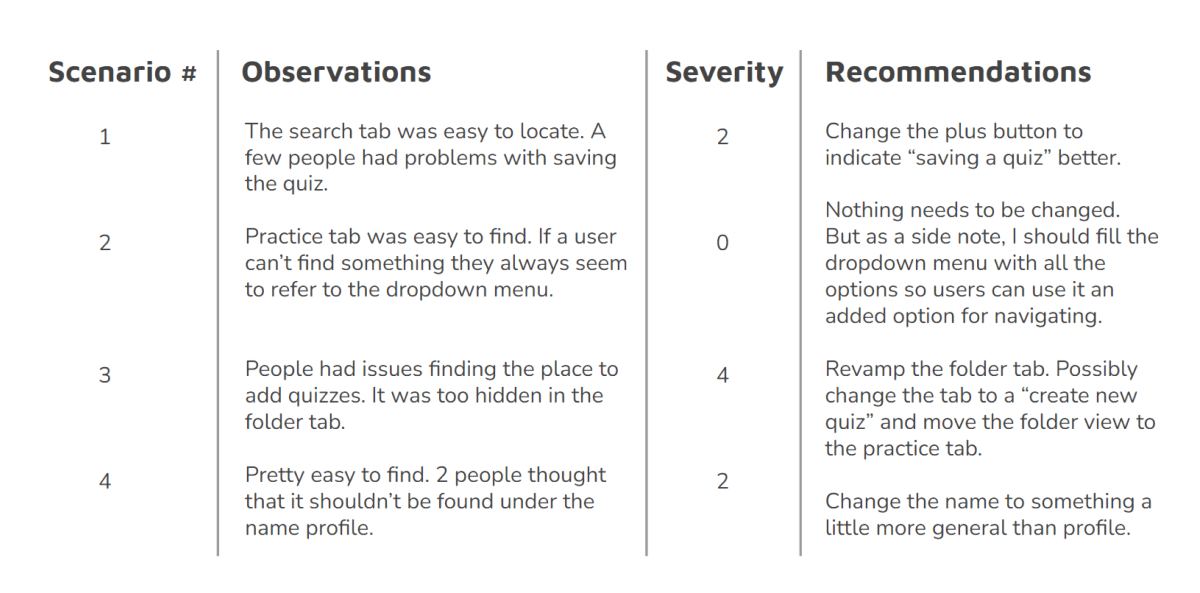 Scenario # Observations Severity Recommendations
1
The search tab was easy to locate. A
few people had problems with saving
the quiz.
2
Change the plus button to
indicate “saving a quiz” better.
2
Practice tab was easy to find. If a user
can’t find something they always seem
to refer to the dropdown menu.
0
Nothing needs to be changed.
But as a side note, I should fill the
dropdown menu with all the
options so users can use it an
added option for navigating.
3
People had issues finding the place to
add quizzes. It was too hidden in the
folder tab.
4
Revamp the folder tab. Possibly
change the tab to a “create new
quiz” and move the folder view to
the practice tab.
4
Pretty easy to find. 2 people thought
that it shouldn’t be found under the
name profile.
2
Change the name to something a
little more general than profile.